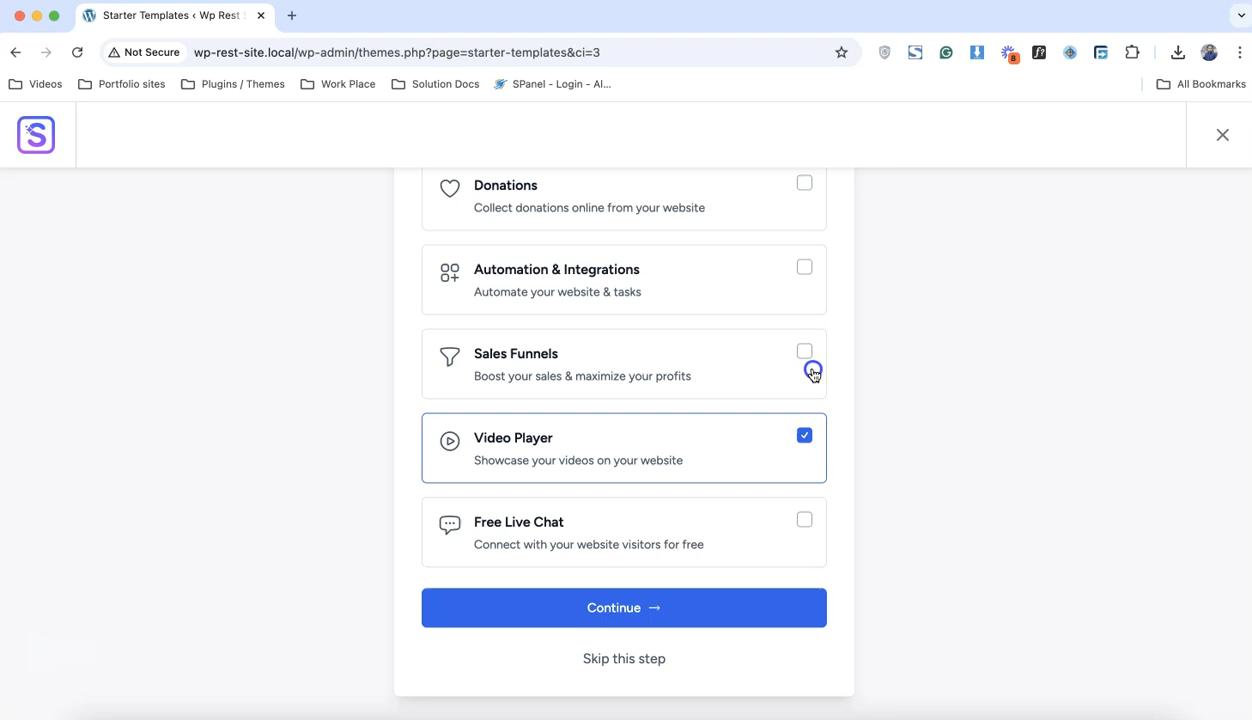 Starter Templates ‹ Wp Rest
Not Secure
wp-rest-site.local/wp-admin/themes.php?page=starter-templates&ci=3
8
f?
Videos
Portfolio sites
Plugins / Themes
Work Place
Solution Docs
SPanel - Login - Al...
All Bookmarks
Donations
Collect donations online from your website
Automation & Integrations
Automate your website & tasks
Sales Funnels
Boost your sales & maximize your profits
Video Player
Showcase your videos on your website
Free Live Chat
Connect with your website visitors for free
Continue →
Skip this step